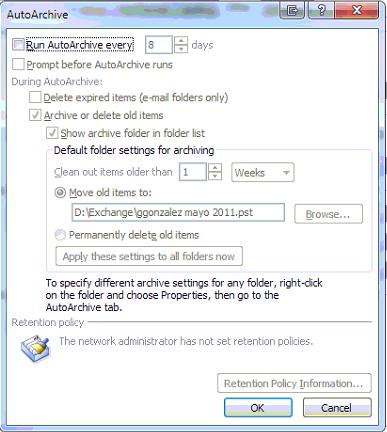 AutoArchive
Run AutoArchive every 8 days
Prompt before AutoArchive runs
During AutoArchive:
Delete expired items (e-mail folders only)
Archive or delete old items
Show archive folder in folder list
Default folder settings for archiving
Clean out items older than 1 Weeks
Move old items to:
D:\Exchange\ggonzalez mayo 2011.pst Browse...
Permanently delete old items
Apply these settings to all folders now
To specify different archive settings for any folder, right-click
on the folder and choose Properties, then go to the
AutoArchive tab.
Retention policy
The network administrator has not set retention policies.
Retention Policy Information...
OK Cancel